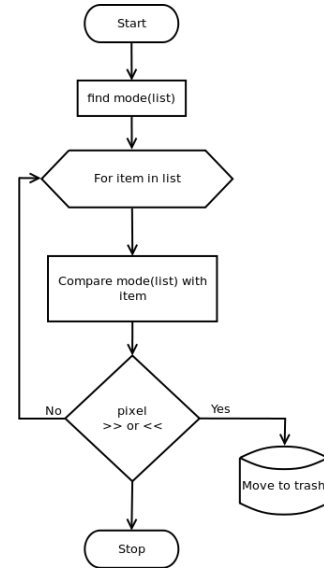 Start
find mode(list)
For item in list
Compare mode(list) with
item
No
pixel
>> or <<
Yes
Move to trash
Stop